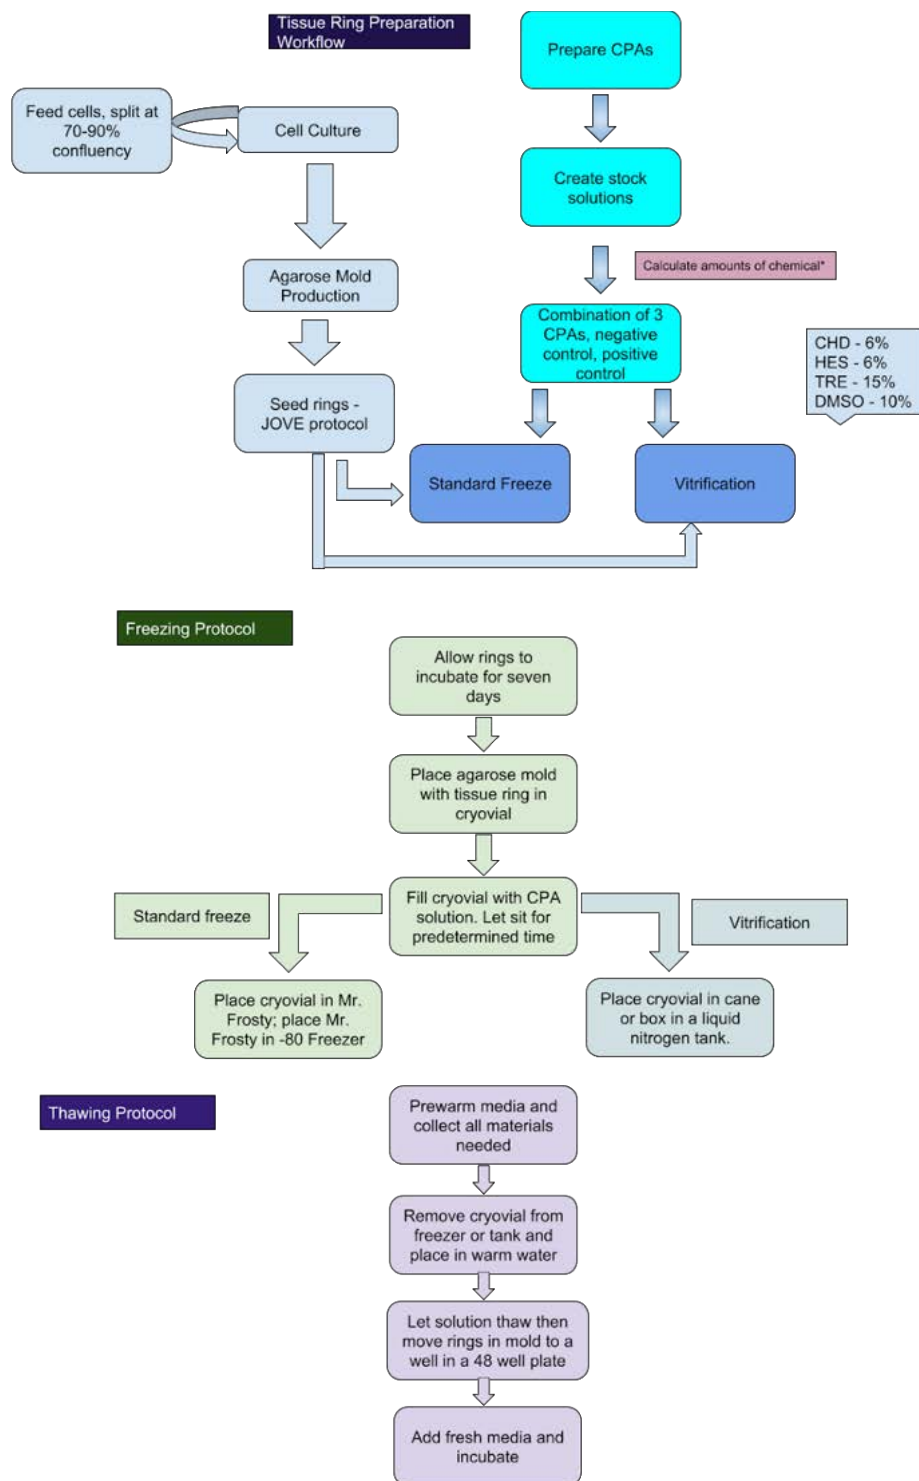 Tissue Ring Preparation
Workflow
Prepare CPAs
Feed cells, split at
70-90%
confluency
Cell Culture
Create stock
solutions
Calculate amounts of chemical*
Agarose Mold
Production
Combination of 3
CPAs, negative
control, positive
control
CHD - 6%
HES - 6%
TRE - 15%
DMSO - 10%
Seed rings -
JOVE protocol
Standard Freeze
Vitrification
Freezing Protocol
Allow rings to
incubate for seven
days
Place agarose mold
with tissue ring in
cryovial
Standard freeze
Fill cryovial with CPA
solution. Let sit for
predetermined time
Vitrification
Place cryovial in Mr.
Frosty; place Mr.
Frosty in -80 Freezer
Place cryovial in cane
or box in a liquid
nitrogen tank.
Thawing Protocol
Prewarm media and
collect all materials
needed
Remove cryovial from
freezer or tank and
place in warm water
Let solution thaw then
move rings in mold to a
well in a 48 well plate
Add fresh media and
incubate